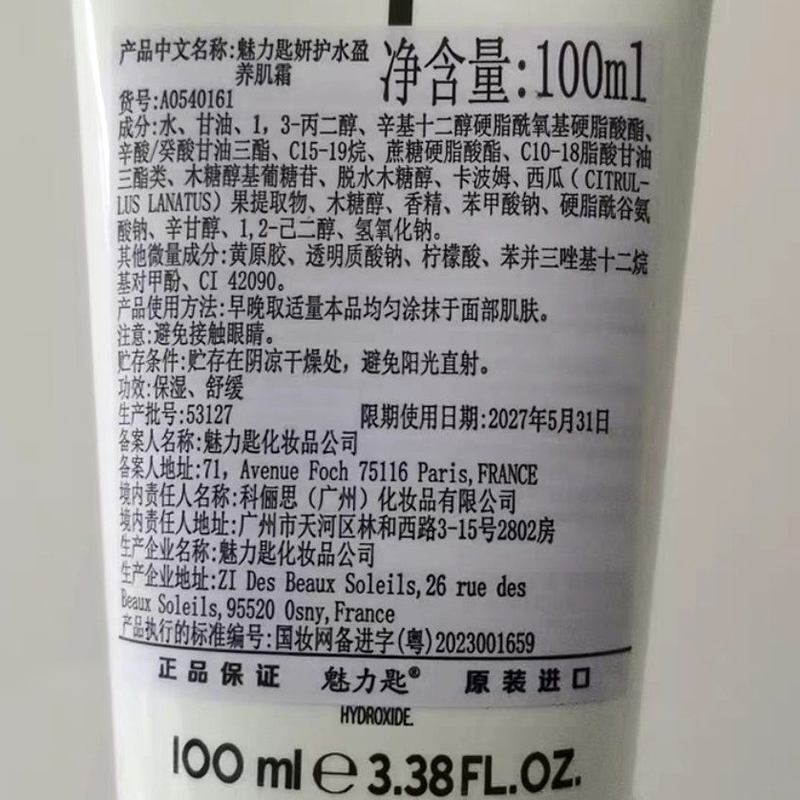 产品中文名称:魅力匙妍护水盈
养肌霜
净含量:100ml
货号:A0540161
成分:水、甘油、1, 3-丙二醇、辛基十二醇硬脂酰氧基硬脂酸酯、
辛酸/癸酸甘油三酯、C15-19烷、蔗糖硬脂酸酯、C10-18脂酸甘油
三酯类、木糖醇基葡糖苷、脱水木糖醇、卡波姆、西瓜(CITRUL-
LUS LANATUS)果提取物、木糖醇、香精、苯甲酸钠、硬脂酰谷氨
酸钠、辛甘醇、1,2-己二醇、氢氧化钠。
其他微量成分:黄原胶、透明质酸钠、柠檬酸、苯并三唑基十二烷
基对甲酚、CI 42090。
产品使用方法:早晚取适量本品均匀涂抹于面部肌肤。
注意:避免接触眼睛。
贮存条件:贮存在阴凉干燥处，避免阳光直射。
功效:保湿、舒缓
生产批号:53127 限期使用日期:2027年5月31日
备案人名称:魅力匙化妆品公司
备案人地址:71, Avenue Foch 75116 Paris,FRANCE
境内责任人名称:科俪思（广州）化妆品有限公司
境内责任人地址:广州市天河区林和西路3-15号2802房
生产企业名称:魅力匙化妆品公司
生产企业地址:ZI Des Beaux Soleils,26 rue des
Beaux Soleils,95520 Osny,France
产品执行的标准编号:国妆网备进字(粤)2023001659
正品保证 魅力匙® 原装进口
HYDROXIDE.
100 ml ℮ 3.38 FL.OZ.